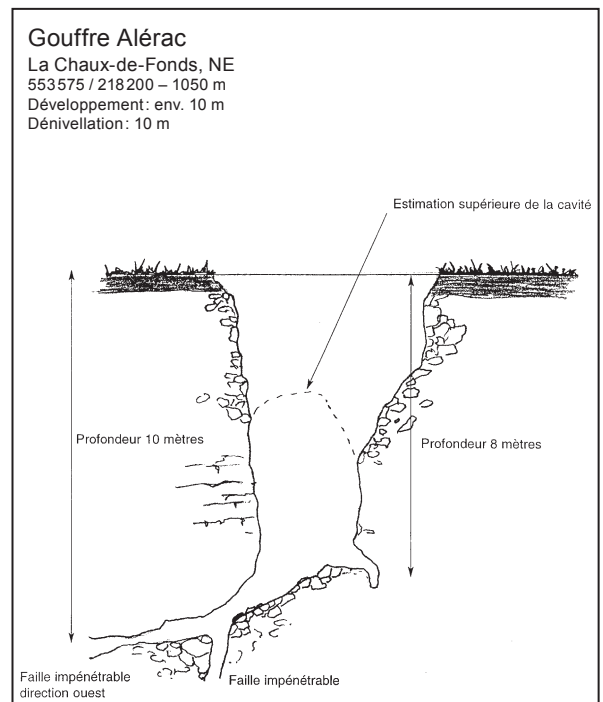 Gouffre Alérac
La Chaux-de-Fonds, NE
553575 / 218200 – 1050 m
Développement: env. 10 m
Dénivellation: 10 m
Estimation supérieure de la cavité
Profondeur 10 mètres
Profondeur 8 mètres
Faille impénétrable
direction ouest
Faille impénétrable